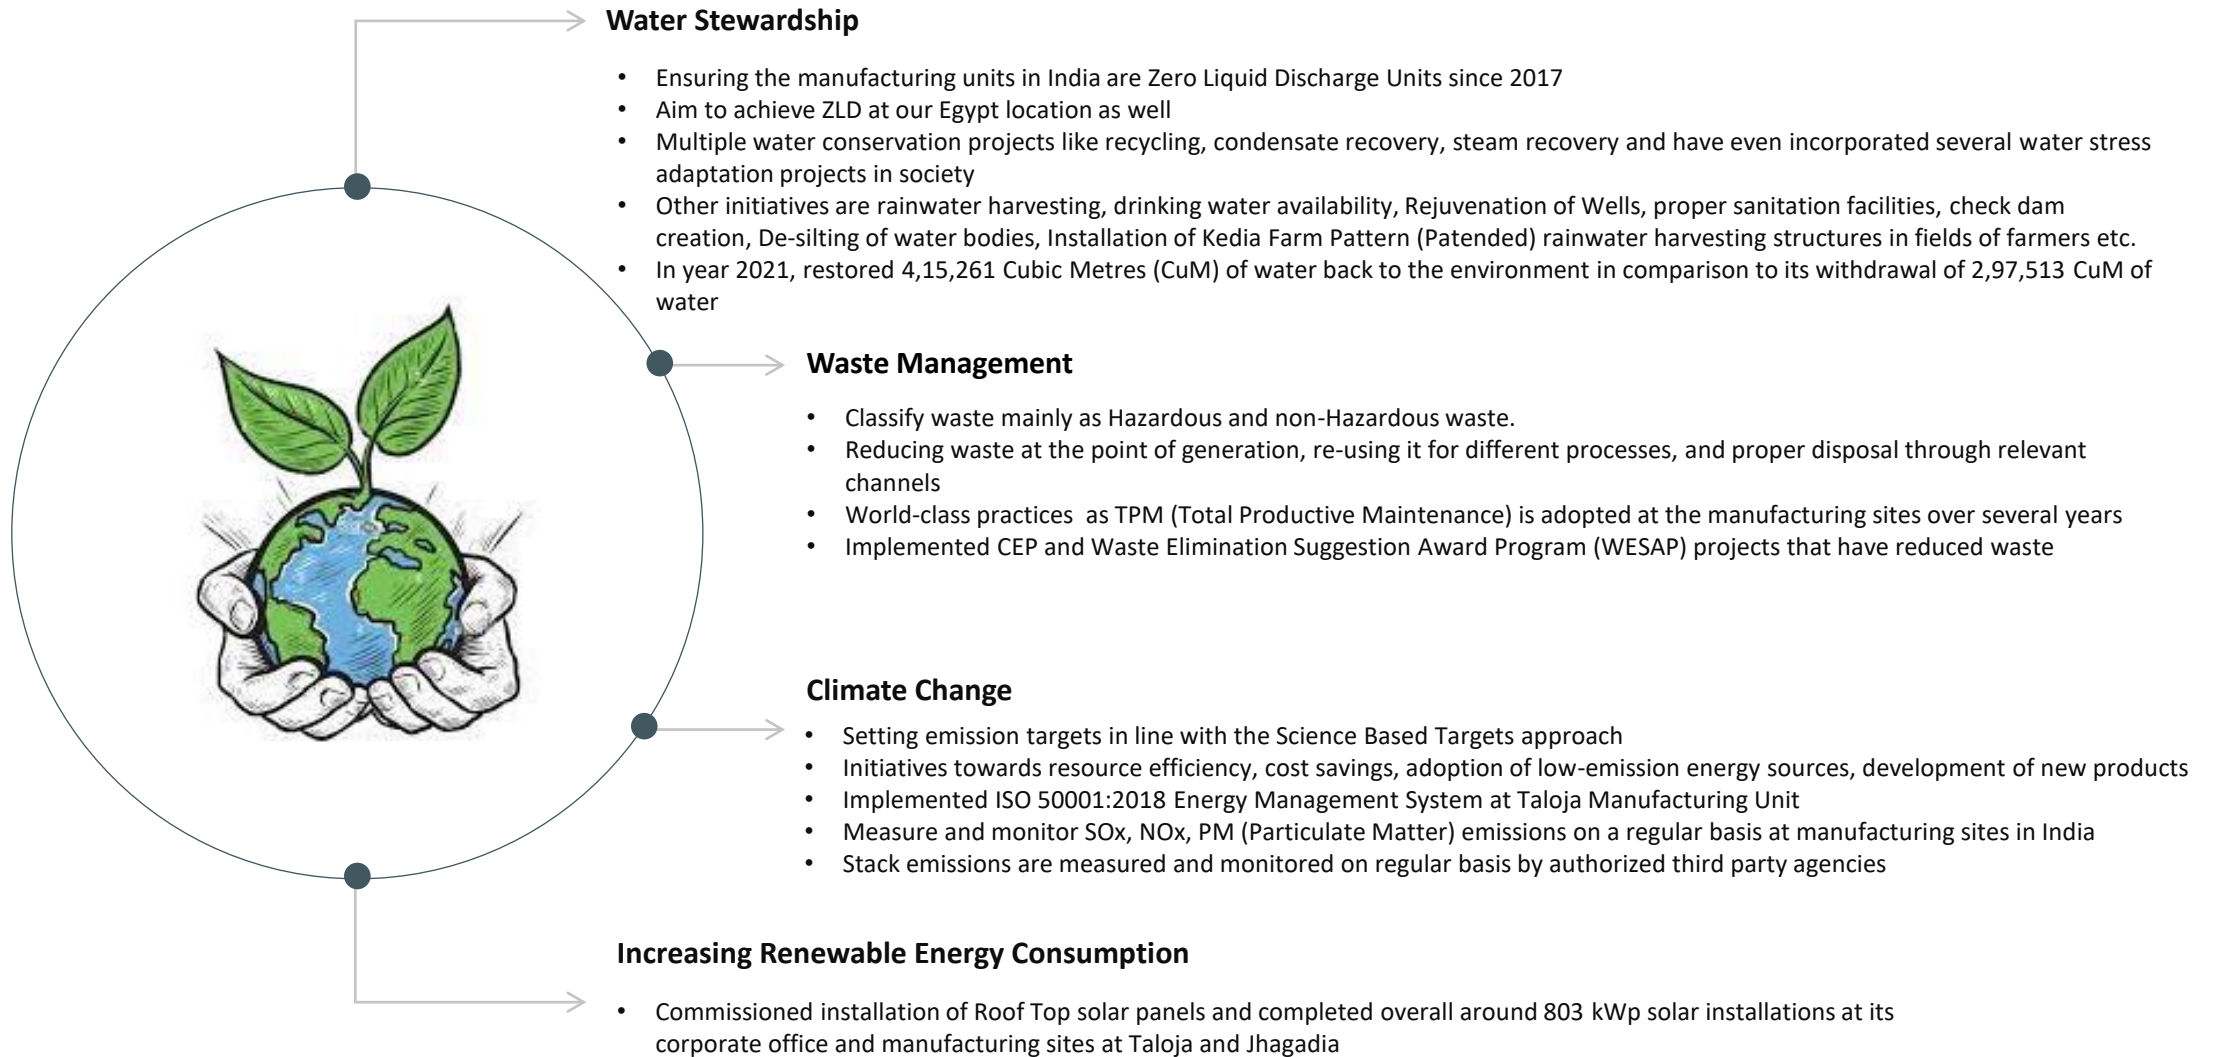 Water Stewardship
• Ensuring the manufacturing units in India are Zero Liquid Discharge Units since 2017
• Aim to achieve ZLD at our Egypt location as well
• Multiple water conservation projects like recycling, condensate recovery, steam recovery and have even incorporated several water stress
adaptation projects in society
• Other initiatives are rainwater harvesting, drinking water availability, Rejuvenation of Wells, proper sanitation facilities, check dam
creation, De-silting of water bodies, Installation of Kedia Farm Pattern (Patended) rainwater harvesting structures in fields of farmers etc.
• In year 2021, restored 4,15,261 Cubic Metres (CuM) of water back to the environment in comparison to its withdrawal of 2,97,513 CuM of
water
Waste Management
• Classify waste mainly as Hazardous and non-Hazardous waste.
• Reducing waste at the point of generation, re-using it for different processes, and proper disposal through relevant
channels
• World-class practices as TPM (Total Productive Maintenance) is adopted at the manufacturing sites over several years
• Implemented CEP and Waste Elimination Suggestion Award Program (WESAP) projects that have reduced waste
Climate Change
• Setting emission targets in line with the Science Based Targets approach
• Initiatives towards resource efficiency, cost savings, adoption of low-emission energy sources, development of new products
• Implemented ISO 50001:2018 Energy Management System at Taloja Manufacturing Unit
• Measure and monitor SOx, NOx, PM (Particulate Matter) emissions on a regular basis at manufacturing sites in India
• Stack emissions are measured and monitored on regular basis by authorized third party agencies
Increasing Renewable Energy Consumption
• Commissioned installation of Roof Top solar panels and completed overall around 803 kWp solar installations at its
corporate office and manufacturing sites at Taloja and Jhagadia